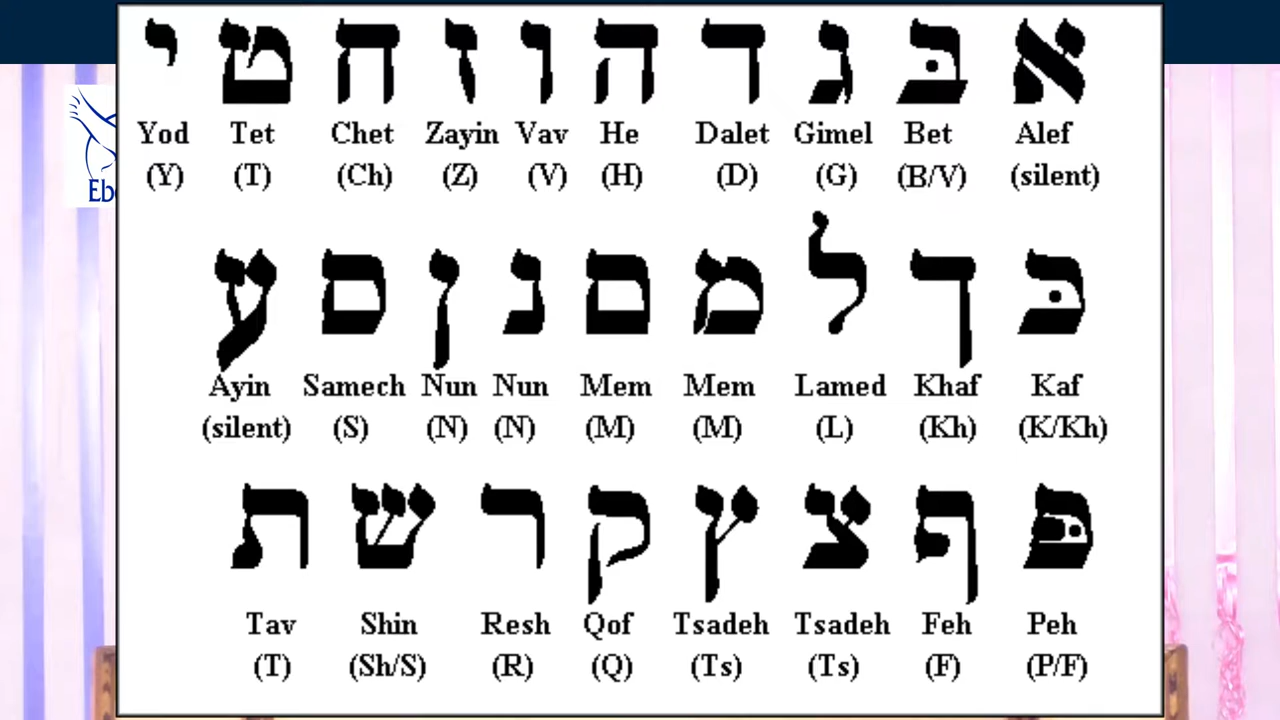 א בּ ג ד ה ו ז ח ט י
Alef Bet Gimel Dalet He Vav Zayin Chet Tet Yod
(silent) (B/V) (G) (D) (H) (V) (Z) (Ch) (T) (Y)
כּ ך ל מ ם נ ן ס ע
Kaf Khaf Lamed Mem Mem Nun Nun Samech Ayin
(K/Kh) (Kh) (L) (M) (M) (N) (N) (S) (silent)
פּ ף צ ץ ק ר ש ת
Peh Feh Tsadeh Tsadeh Qof Resh Shin Tav
(P/F) (F) (Ts) (Ts) (Q) (R) (Sh/S) (T)